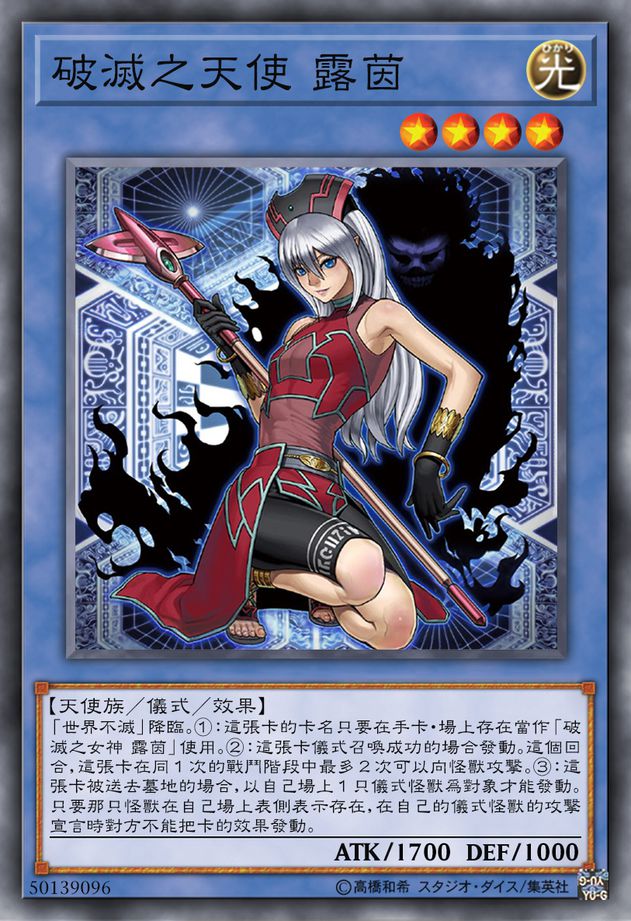 破滅之天使 露茵
ひかり
光
【天使族／儀式／效果】
「世界不滅」降臨。①：這張卡的卡名只要在手卡·場上存在當作「破
滅之女神 露茵」使用。②：這張卡儀式召喚成功的場合發動。這個回
合，這張卡在同1次的戰鬥階段中最多2次可以向怪獸攻擊。③：這
張卡被送去墓地的場合，以自己場上1只儀式怪獸爲對象才能發動。
只要那只怪獸在自己場上表側表示存在，在自己的儀式怪獸的攻擊
宣言時對方不能把卡的效果發動。
ATK/1700 DEF/1000
50139096
©高橋和希 スタジオ・ダイス/集英社